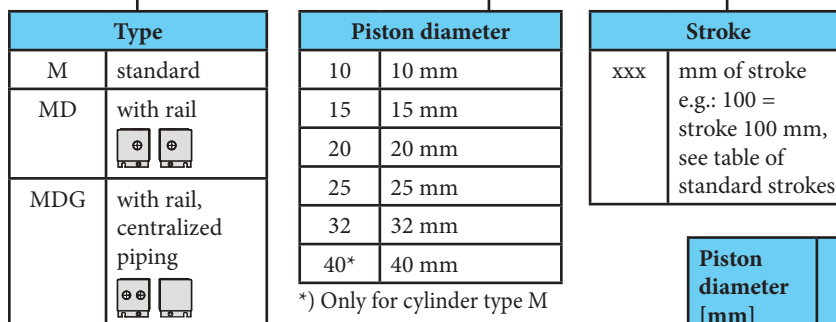 Type
M standard
MD with rail
MDG with rail,
centralized
piping
Piston diameter
10 10 mm
15 15 mm
20 20 mm
25 25 mm
32 32 mm
40* 40 mm
*) Only for cylinder type M
Stroke
xxx mm of stroke
e.g.: 100 =
stroke 100 mm,
see table of
standard strokes
Piston
diameter
[mm]